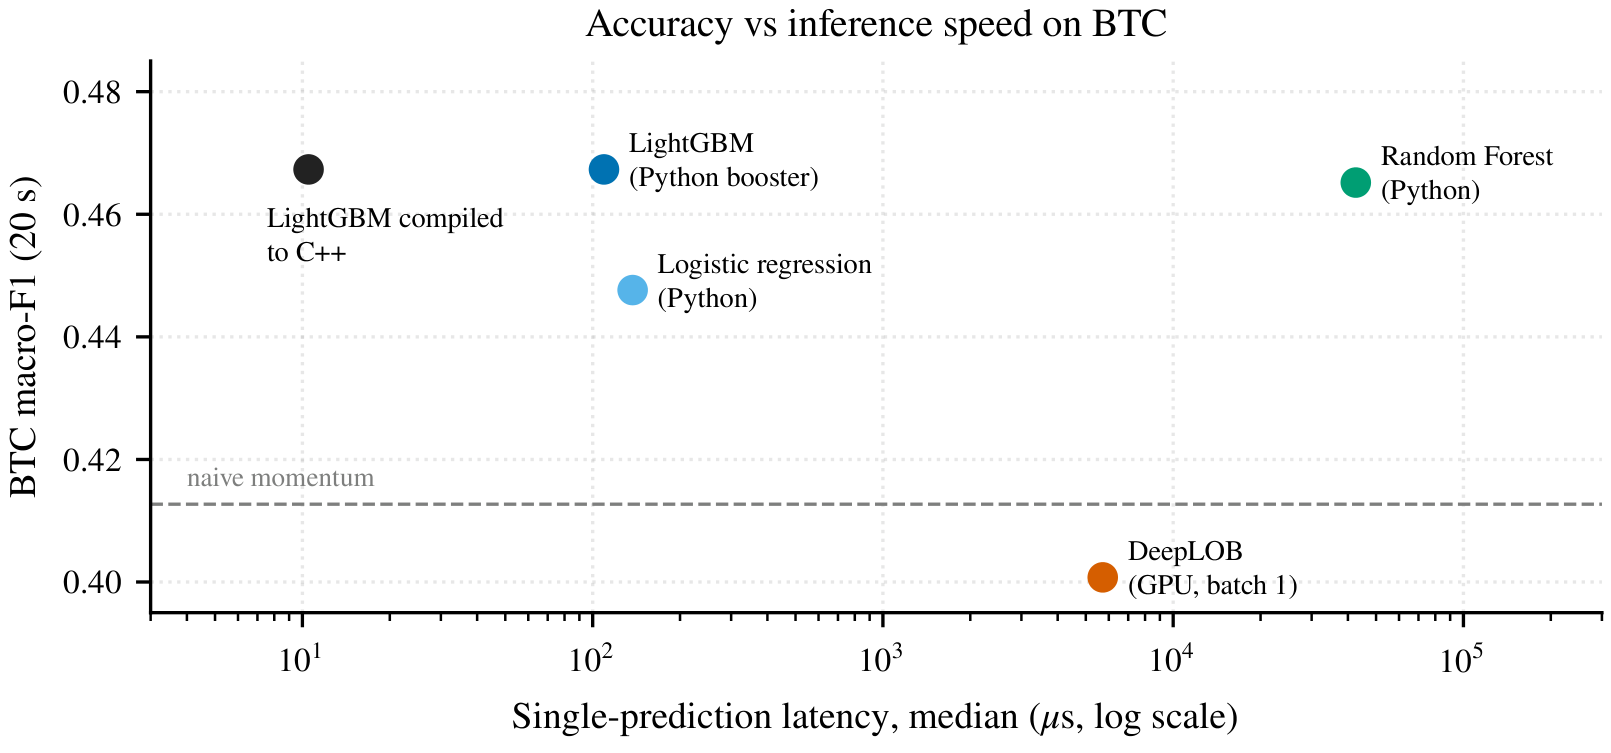 Accuracy vs inference speed on BTC
BTC macro-F1 (20 s)
0.48
0.46
0.44
0.42
0.40
LightGBM
(Python booster)
Random Forest
(Python)
LightGBM compiled
to C++
Logistic regression
(Python)
naive momentum
DeepLOB
(GPU, batch 1)
10¹
10²
10³
10⁴
10⁵
Single-prediction latency, median (μs, log scale)